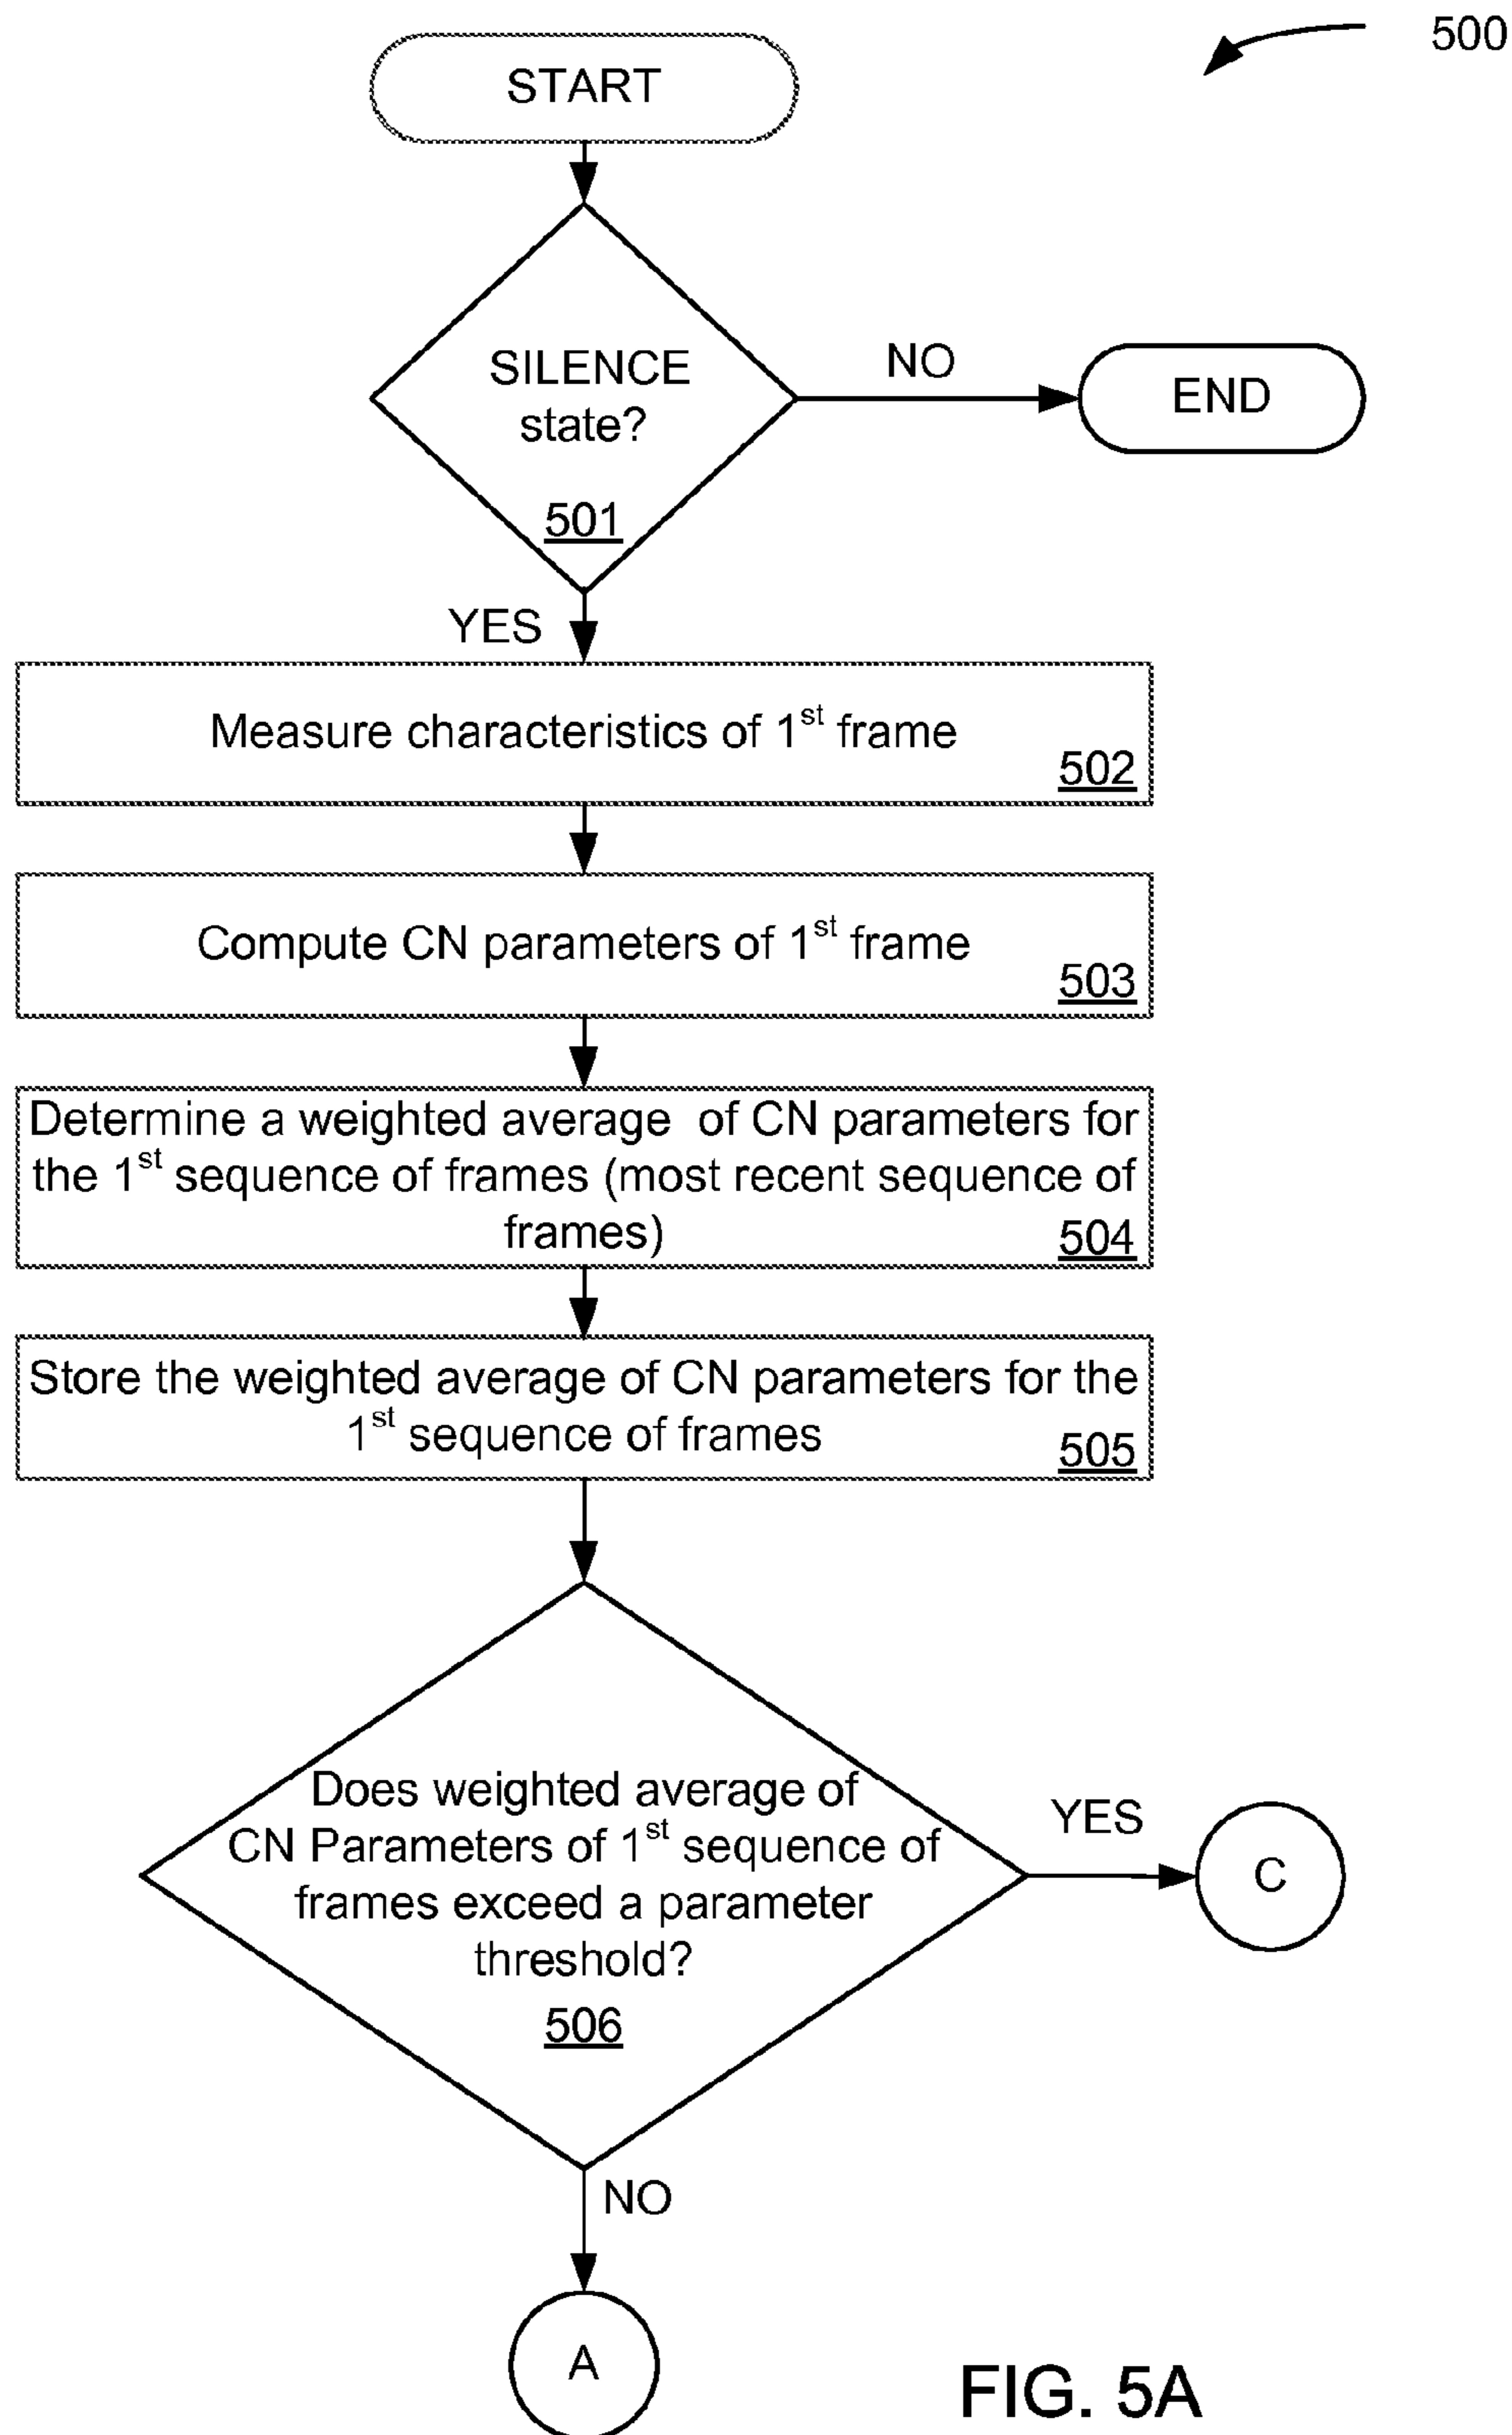 500
START
SILENCE
state?
501
NO
END
YES
Measure characteristics of 1st frame
502
Compute CN parameters of 1st frame
503
Determine a weighted average of CN parameters for
the 1st sequence of frames (most recent sequence of
frames)
504
Store the weighted average of CN parameters for the
1st sequence of frames
505
Does weighted average of
CN Parameters of 1st sequence of
frames exceed a parameter
threshold?
506
YES
C
NO
A
FIG. 5A